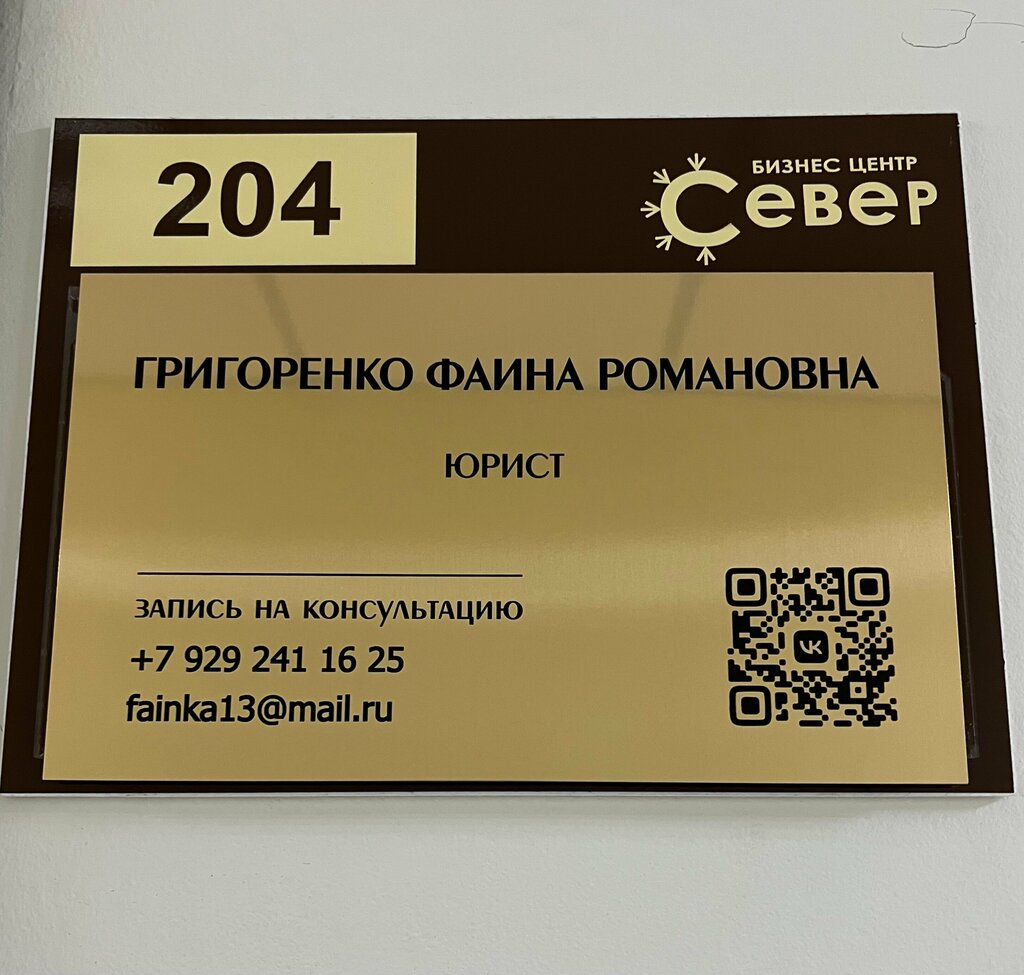 204
БИЗНЕС ЦЕНТР
Север
ГРИГОРЕНКО ФАИНА РОМАНОВНА
ЮРИСТ
ЗАПИСЬ НА КОНСУЛЬТАЦИЮ
+7 929 241 16 25
fainka13@mail.ru